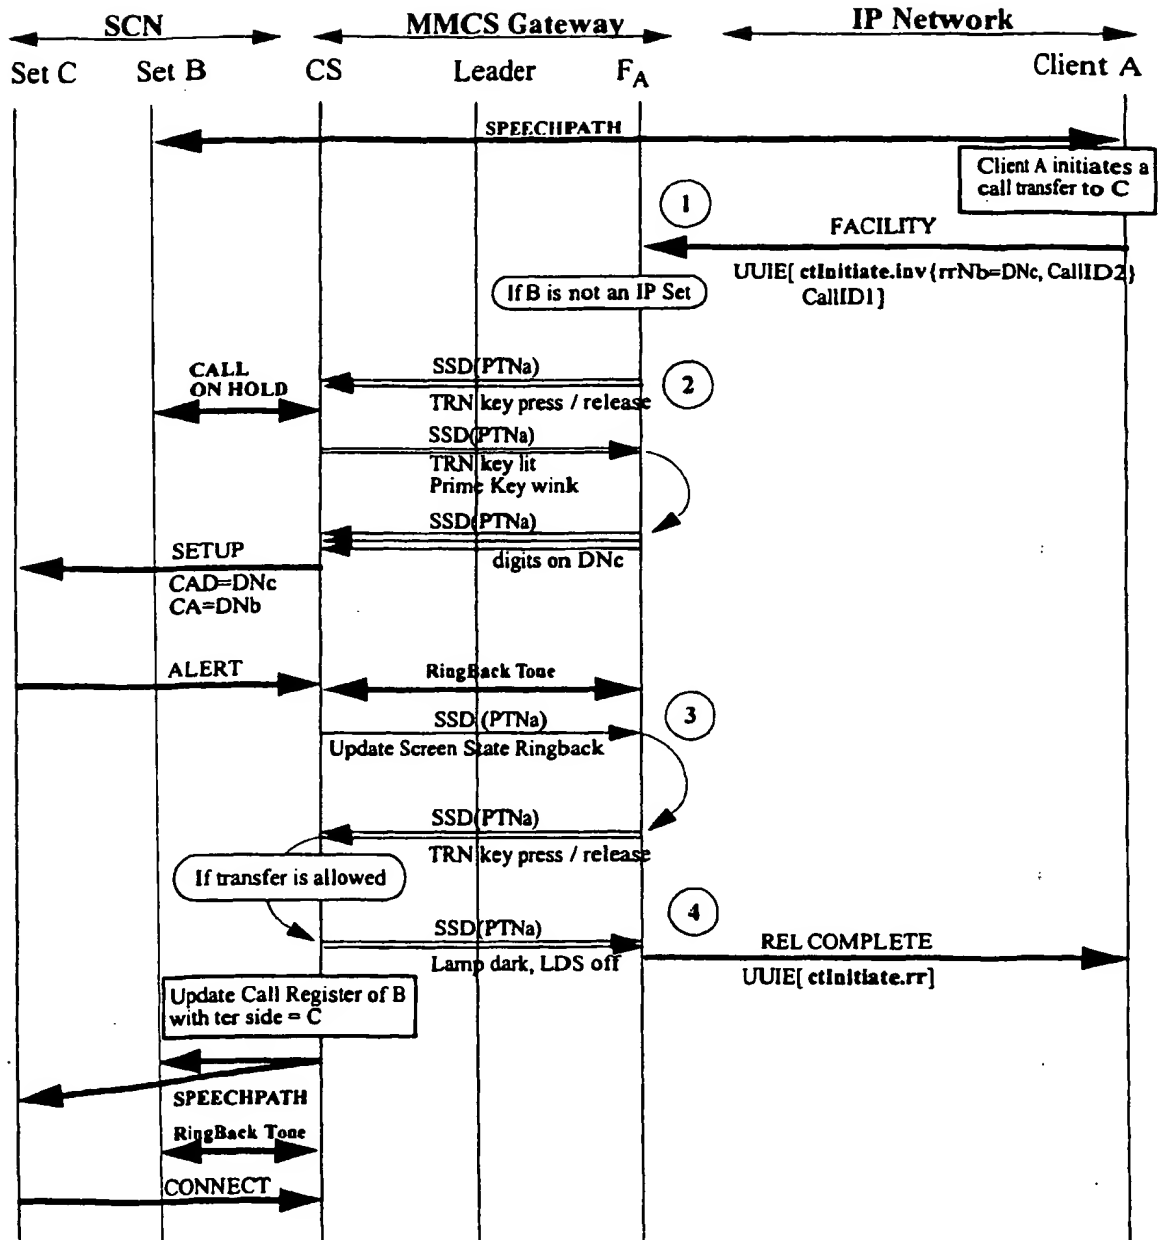 SCN MMCS Gateway IP Network
Set C Set B CS Leader FA Client A
SPEECHPATH
Client A initiates a
call transfer to C
1
FACILITY
UUIE[ ctInitiate.inv{rrNb=DNc, CallID2}
CallID1]
If B is not an IP Set
CALL
ON HOLD
SSD(PTNa)
2
TRN key press / release
SSD(PTNa)
TRN key lit
Prime Key wink
SSD(PTNa)
digits on DNc
SETUP
CAD=DNc
CA=DNb
ALERT
RingBack Tone
SSD (PTNa)
3
Update Screen State Ringback
SSD(PTNa)
TRN key press / release
If transfer is allowed
4
SSD(PTNa)
Lamp dark, LDS off
REL COMPLETE
UUIE[ ctInitiate.rr]
Update Call Register of B
with ter side = C
SPEECHPATH
RingBack Tone
CONNECT